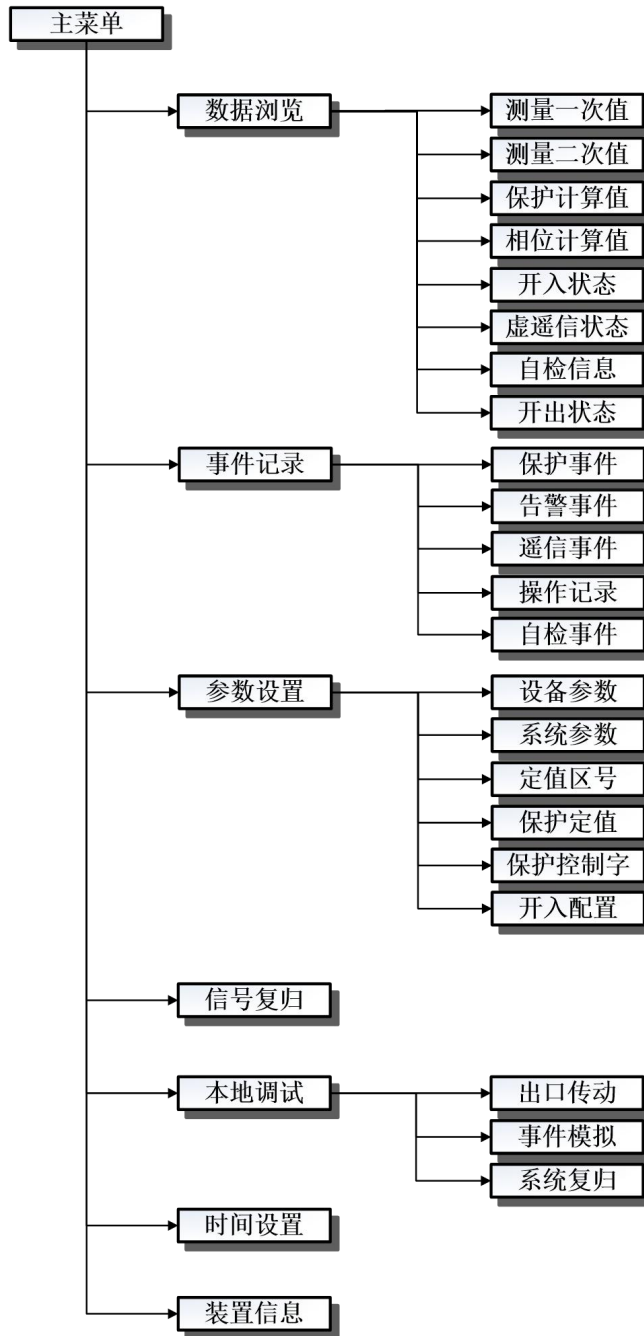 主菜单
数据浏览
测量一次值
测量二次值
保护计算值
相位计算值
开入状态
虚遥信状态
自检信息
开出状态
事件记录
保护事件
告警事件
遥信事件
操作记录
自检事件
参数设置
设备参数
系统参数
定值区号
保护定值
保护控制字
开入配置
信号复归
本地调试
出口传动
事件模拟
系统复归
时间设置
装置信息